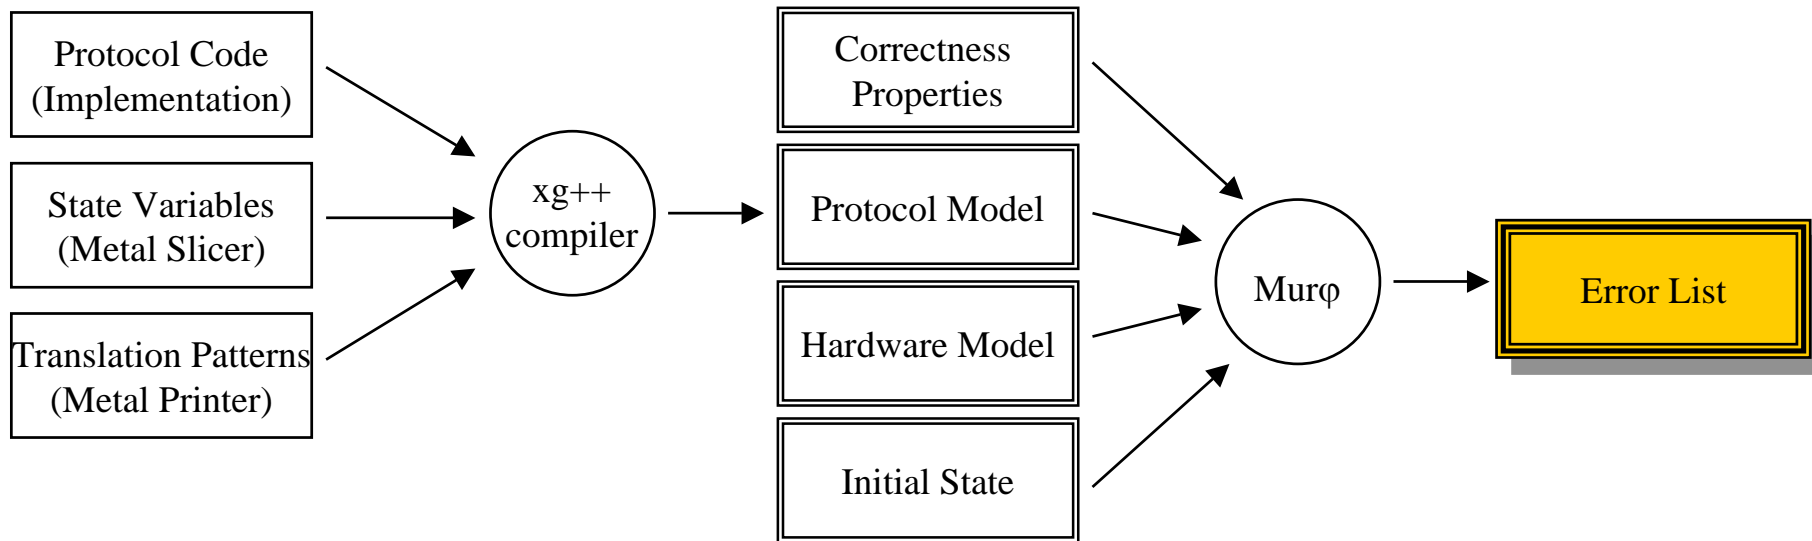 Protocol Code
(Implementation)
State Variables
(Metal Slicer)
Translation Patterns
(Metal Printer)
xg++
compiler
Correctness
Properties
Protocol Model
Hardware Model
Initial State
Murφ
Error List